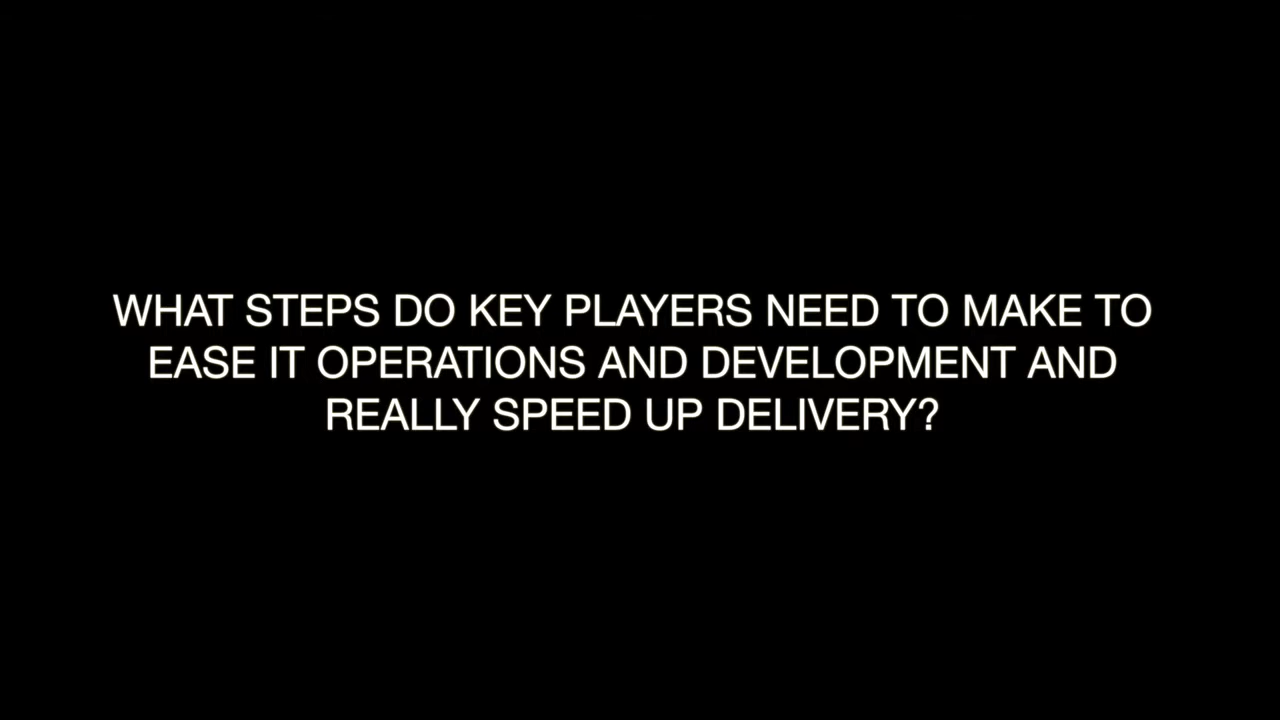 WHAT STEPS DO KEY PLAYERS NEED TO MAKE TO
EASE IT OPERATIONS AND DEVELOPMENT AND
REALLY SPEED UP DELIVERY?